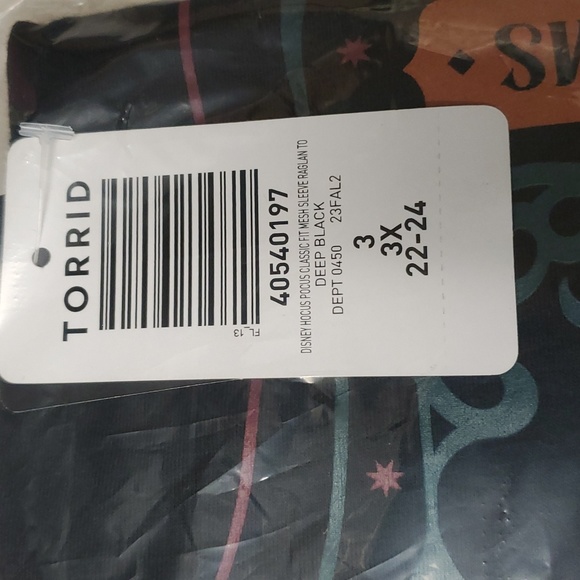 TORRID
FL_13
40540197
DISNEY HOCUS POCUS CLASSIC FIT MESH SLEEVE RAGLAN TO
DEEP BLACK
DEPT 0450 23FAL2
3
3X
22-24
SW